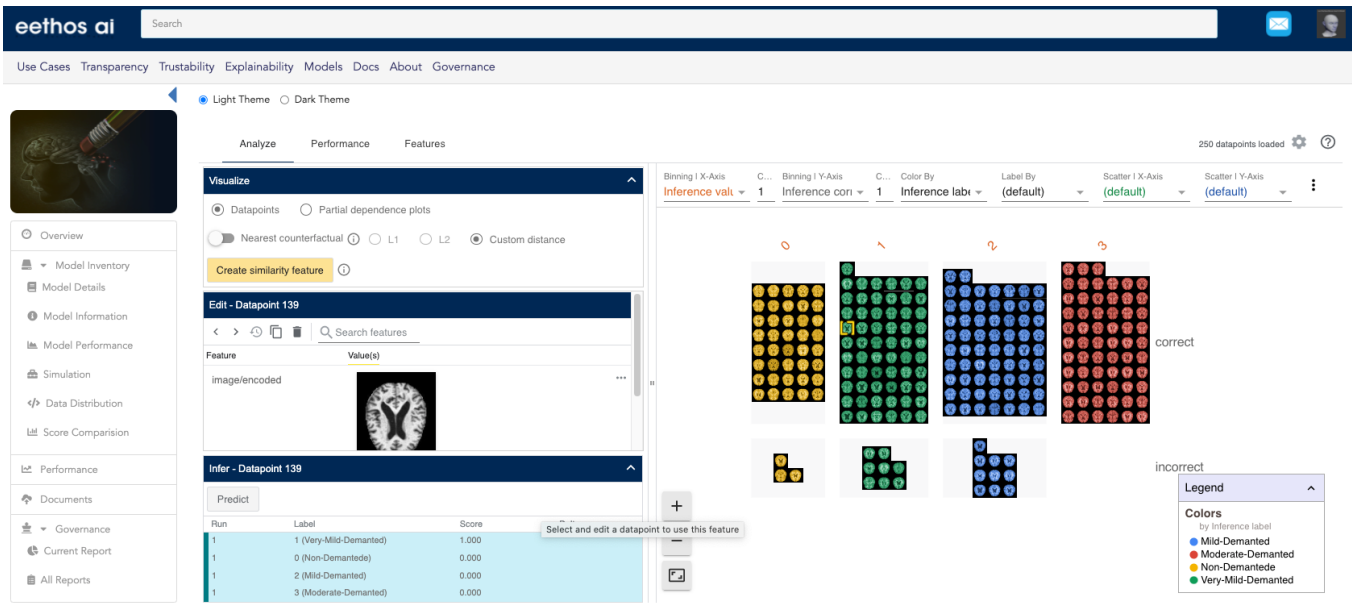 eethos ai
Search
Use Cases Transparency Trustability Explainability Models Docs About Governance
Light Theme Dark Theme
Analyze Performance Features
250 datapoints loaded
Overview
Model Inventory
Model Details
Model Information
Model Performance
Simulation
Data Distribution
Score Comparision
Performance
Documents
Governance
Current Report
All Reports
Visualize
Datapoints Partial dependence plots
Nearest counterfactual L1 L2 Custom distance
Create similarity feature
Edit - Datapoint 139
Search features
Feature Value(s)
image/encoded
Infer - Datapoint 139
Predict
Run Label Score
1 1 (Very-Mild-Demanted) 1.000
1 0 (Non-Demantede) 0.000
1 2 (Mild-Demanted) 0.000
1 3 (Moderate-Demanted) 0.000
Select and edit a datapoint to use this feature
Binning | X-Axis C... Binning | Y-Axis C... Color By Label By Scatter | X-Axis Scatter | Y-Axis
Inference valu 1 Inference corr 1 Inference labe (default) (default) (default)
0 1 2 3
correct
incorrect
Legend
Colors
by Inference label
Mild-Demanted
Moderate-Demanted
Non-Demantede
Very-Mild-Demanted